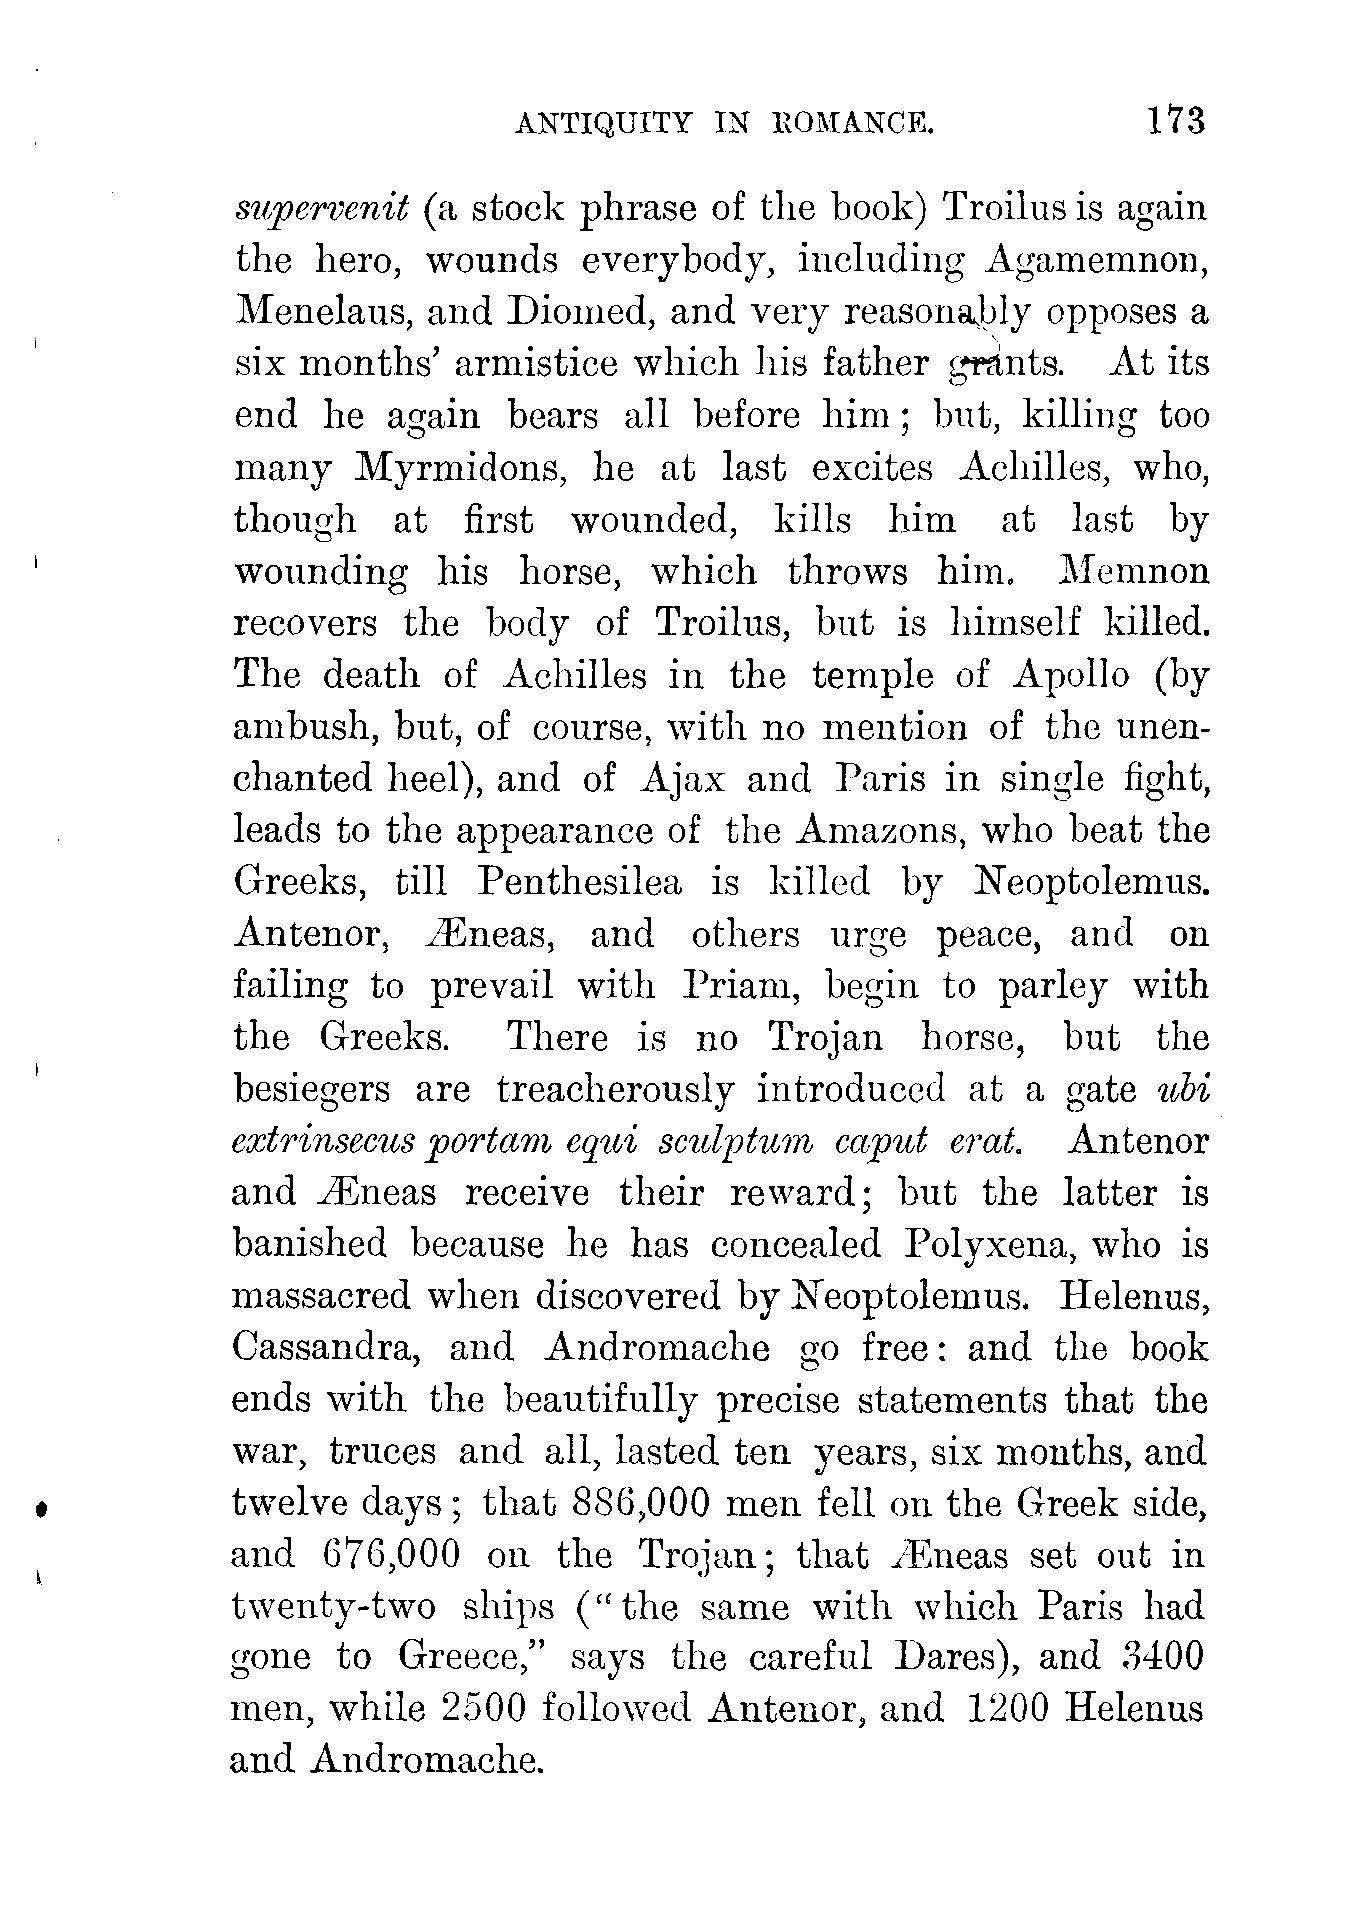 ANTIQUITY IN ROMANCE. 173
supervenit (a stock phrase of the book) Troilus is again
the hero, wounds everybody, including Agamemnon,
Menelaus, and Diomed, and very reasonably opposes a
six months’ armistice which his father grants. At its
end he again bears all before him; but, killing too
many Myrmidons, he at last excites Achilles, who,
though at first wounded, kills him at last by
wounding his horse, which throws him. Memnon
recovers the body of Troilus, but is himself killed.
The death of Achilles in the temple of Apollo (by
ambush, but, of course, with no mention of the unen-
chanted heel), and of Ajax and Paris in single fight,
leads to the appearance of the Amazons, who beat the
Greeks, till Penthesilea is killed by Neoptolemus.
Antenor, Æneas, and others urge peace, and on
failing to prevail with Priam, begin to parley with
the Greeks. There is no Trojan horse, but the
besiegers are treacherously introduced at a gate ubi
extrinsecus portam equi sculptum caput erat. Antenor
and Æneas receive their reward; but the latter is
banished because he has concealed Polyxena, who is
massacred when discovered by Neoptolemus. Helenus,
Cassandra, and Andromache go free: and the book
ends with the beautifully precise statements that the
war, truces and all, lasted ten years, six months, and
twelve days; that 886,000 men fell on the Greek side,
and 676,000 on the Trojan; that Æneas set out in
twenty-two ships (“the same with which Paris had
gone to Greece,” says the careful Dares), and 3400
men, while 2500 followed Antenor, and 1200 Helenus
and Andromache.